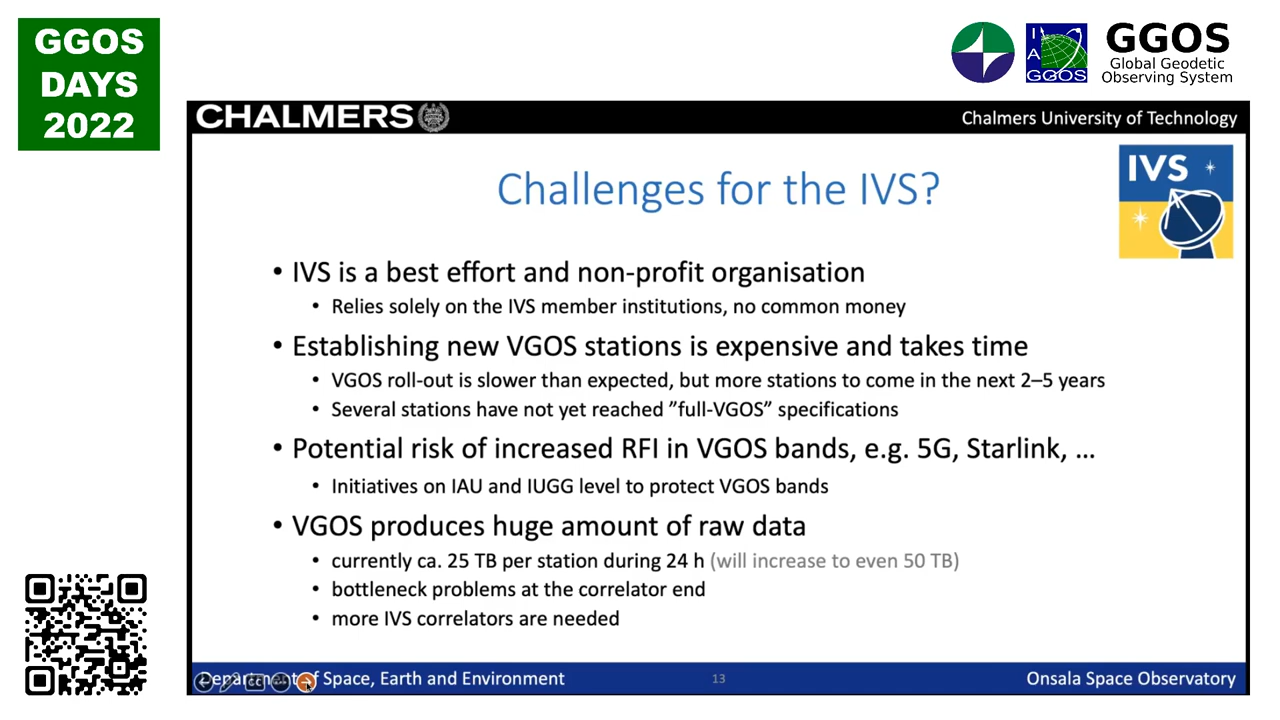 GGOS
DAYS
2022
I
A
GGOS
GGOS
Global Geodetic
Observing System
CHALMERS
Chalmers University of Technology
IVS
Challenges for the IVS?
• IVS is a best effort and non-profit organisation
• Relies solely on the IVS member institutions, no common money
• Establishing new VGOS stations is expensive and takes time
• VGOS roll-out is slower than expected, but more stations to come in the next 2–5 years
• Several stations have not yet reached ”full-VGOS” specifications
• Potential risk of increased RFI in VGOS bands, e.g. 5G, Starlink, …
• Initiatives on IAU and IUGG level to protect VGOS bands
• VGOS produces huge amount of raw data
• currently ca. 25 TB per station during 24 h (will increase to even 50 TB)
• bottleneck problems at the correlator end
• more IVS correlators are needed
Department of Space, Earth and Environment
13
Onsala Space Observatory